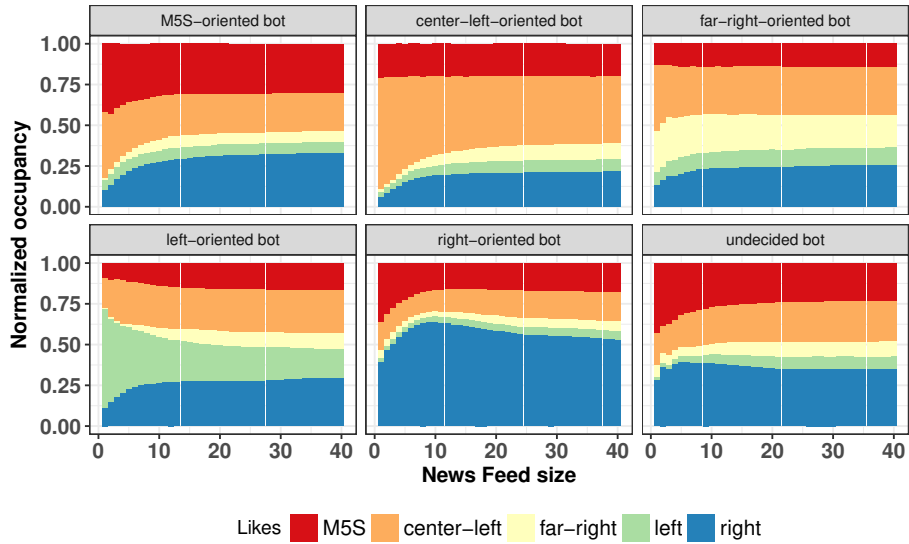 M5S−oriented bot center−left−oriented bot far−right−oriented bot
1.00
0.75
0.50
0.25
0.00
left−oriented bot right−oriented bot undecided bot
1.00
0.75
0.50
0.25
0.00
0 10 20 30 40 0 10 20 30 40 0 10 20 30 40
Normalized occupancy
News Feed size
Likes M5S center−left far−right left right